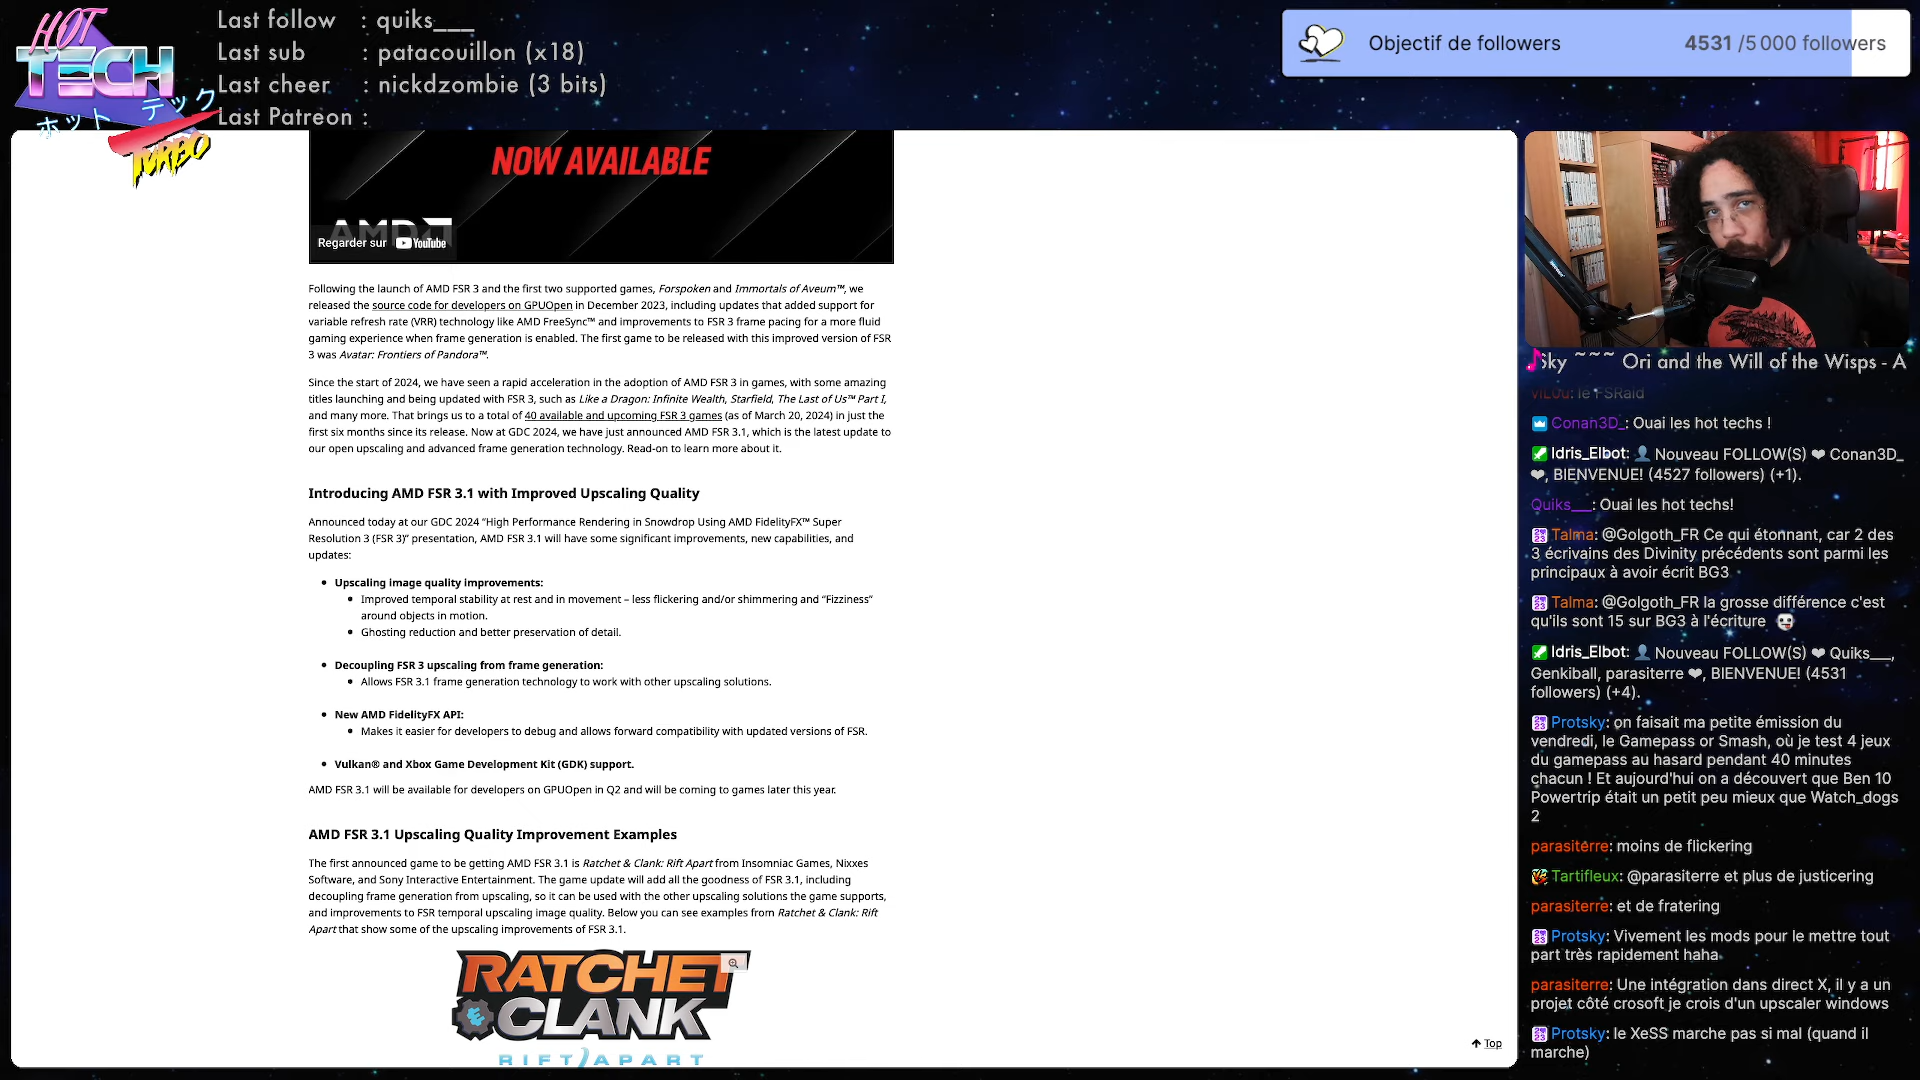 HOT
TECH
ホット テック
TURBO
Last follow : quiks___
Last sub : patacouillon (x18)
Last cheer : nickdzombie (3 bits)
Last Patreon :
Objectif de followers 4531 /5 000 followers
NOW AVAILABLE
AMD
Regarder sur YouTube
Following the launch of AMD FSR 3 and the first two supported games, Forspoken and Immortals of Aveum™, we
released the source code for developers on GPUOpen in December 2023, including updates that added support for
variable refresh rate (VRR) technology like AMD FreeSync™ and improvements to FSR 3 frame pacing for a more fluid
gaming experience when frame generation is enabled. The first game to be released with this improved version of FSR
3 was Avatar: Frontiers of Pandora™.
Since the start of 2024, we have seen a rapid acceleration in the adoption of AMD FSR 3 in games, with some amazing
titles launching and being updated with FSR 3, such as Like a Dragon: Infinite Wealth, Starfield, The Last of Us™ Part I,
and many more. That brings us to a total of 40 available and upcoming FSR 3 games (as of March 20, 2024) in just the
first six months since its release. Now at GDC 2024, we have just announced AMD FSR 3.1, which is the latest update to
our open upscaling and advanced frame generation technology. Read-on to learn more about it.
Introducing AMD FSR 3.1 with Improved Upscaling Quality
Announced today at our GDC 2024 “High Performance Rendering in Snowdrop Using AMD FidelityFX™ Super
Resolution 3 (FSR 3)” presentation, AMD FSR 3.1 will have some significant improvements, new capabilities, and
updates:
• Upscaling image quality improvements:
• Improved temporal stability at rest and in movement – less flickering and/or shimmering and “Fizziness”
around objects in motion.
• Ghosting reduction and better preservation of detail.
• Decoupling FSR 3 upscaling from frame generation:
• Allows FSR 3.1 frame generation technology to work with other upscaling solutions.
• New AMD FidelityFX API:
• Makes it easier for developers to debug and allows forward compatibility with updated versions of FSR.
• Vulkan® and Xbox Game Development Kit (GDK) support.
AMD FSR 3.1 will be available for developers on GPUOpen in Q2 and will be coming to games later this year.
AMD FSR 3.1 Upscaling Quality Improvement Examples
The first announced game to be getting AMD FSR 3.1 is Ratchet & Clank: Rift Apart from Insomniac Games, Nixxes
Software, and Sony Interactive Entertainment. The game update will add all the goodness of FSR 3.1, including
decoupling frame generation from upscaling, so it can be used with the other upscaling solutions the game supports,
and improvements to FSR temporal upscaling image quality. Below you can see examples from Ratchet & Clank: Rift
Apart that show some of the upscaling improvements of FSR 3.1.
RATCHET
CLANK
RIFT APART
Top
Sky ~~~ Ori and the Will of the Wisps - A
viL0u: le FSRaid
Conan3D_: Ouai les hot techs !
Idris_Elbot: 👤 Nouveau FOLLOW(S) ❤ Conan3D_
❤, BIENVENUE! (4527 followers) (+1).
Quiks___: Ouai les hot techs!
Talma: @Golgoth_FR Ce qui étonnant, car 2 des
3 écrivains des Divinity précédents sont parmi les
principaux à avoir écrit BG3
Talma: @Golgoth_FR la grosse différence c'est
qu'ils sont 15 sur BG3 à l'écriture
Idris_Elbot: 👤 Nouveau FOLLOW(S) ❤ Quiks___,
Genkiball, parasiterre ❤, BIENVENUE! (4531
followers) (+4).
Protsky: on faisait ma petite émission du
vendredi, le Gamepass or Smash, où je test 4 jeux
du gamepass au hasard pendant 40 minutes
chacun ! Et aujourd'hui on a découvert que Ben 10
Powertrip était un petit peu mieux que Watch_dogs
2
parasiterre: moins de flickering
Tartifleux: @parasiterre et plus de justicering
parasiterre: et de fratering
Protsky: Vivement les mods pour le mettre tout
part très rapidement haha
parasiterre: Une intégration dans direct X, il y a un
projet côté crosoft je crois d'un upscaler windows
Protsky: le XeSS marche pas si mal (quand il
marche)